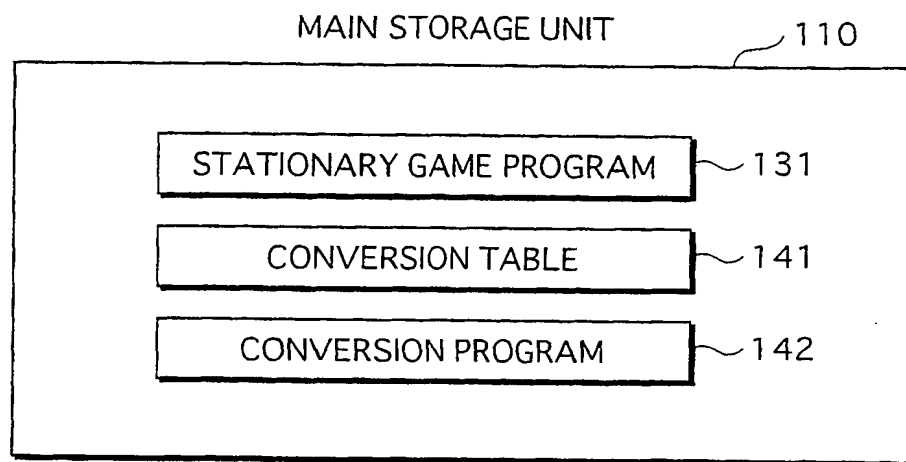 MAIN STORAGE UNIT
110
STATIONARY GAME PROGRAM 131
CONVERSION TABLE 141
CONVERSION PROGRAM 142